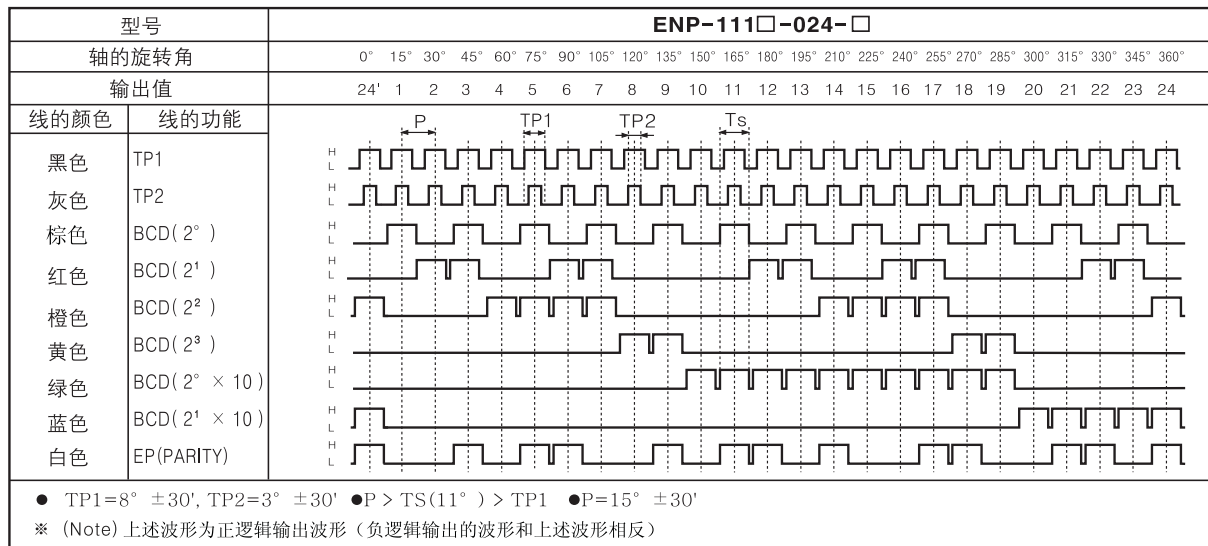 型号 ENP-111□-024-□
轴的旋转角 0° 15° 30° 45° 60° 75° 90° 105° 120° 135° 150° 165° 180° 195° 210° 225° 240° 255° 270° 285° 300° 315° 330° 345° 360°
输出值 24' 1 2 3 4 5 6 7 8 9 10 11 12 13 14 15 16 17 18 19 20 21 22 23 24
线的颜色 线的功能 P TP1 TP2 Ts
黑色 TP1 H L
灰色 TP2 H L
棕色 BCD( 2° ) H L
红色 BCD( 2¹ ) H L
橙色 BCD( 2² ) H L
黄色 BCD( 2³ ) H L
绿色 BCD( 2° × 10 ) H L
蓝色 BCD( 2¹ × 10 ) H L
白色 EP(PARITY) H L
● TP1=8° ±30', TP2=3° ±30' ●P > TS(11° ) > TP1 ●P=15° ±30'
※ (Note) 上述波形为正逻辑输出波形（负逻辑输出的波形和上述波形相反）